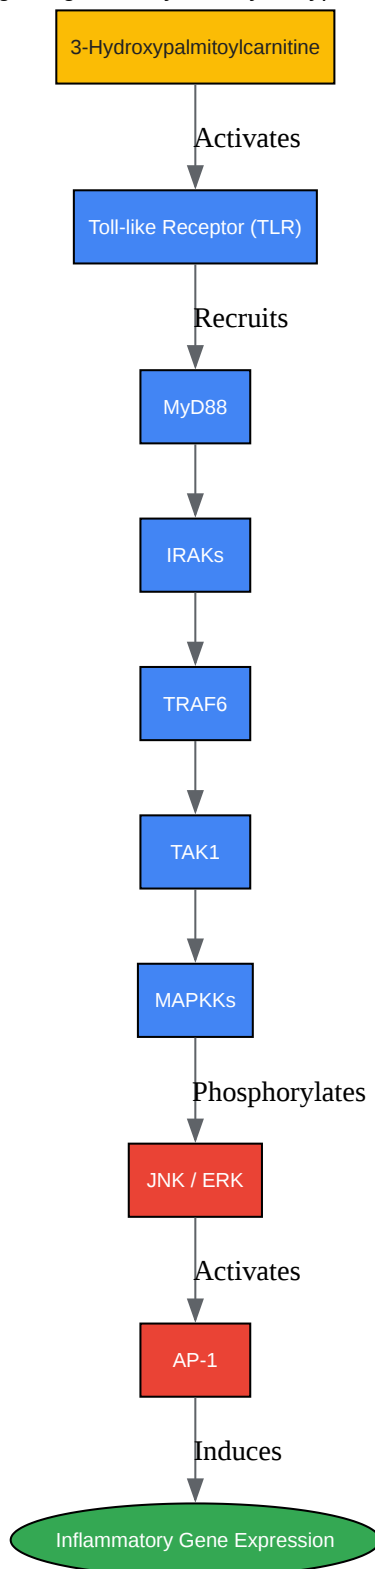 3-Hydroxypalmitoylcarnitine
Activates
Toll-like Receptor (TLR)
Recruits
MyD88
IRAKs
TRAF6
TAK1
MAPKKs
Phosphorylates
JNK / ERK
Activates
AP-1
Induces
Inflammatory Gene Expression